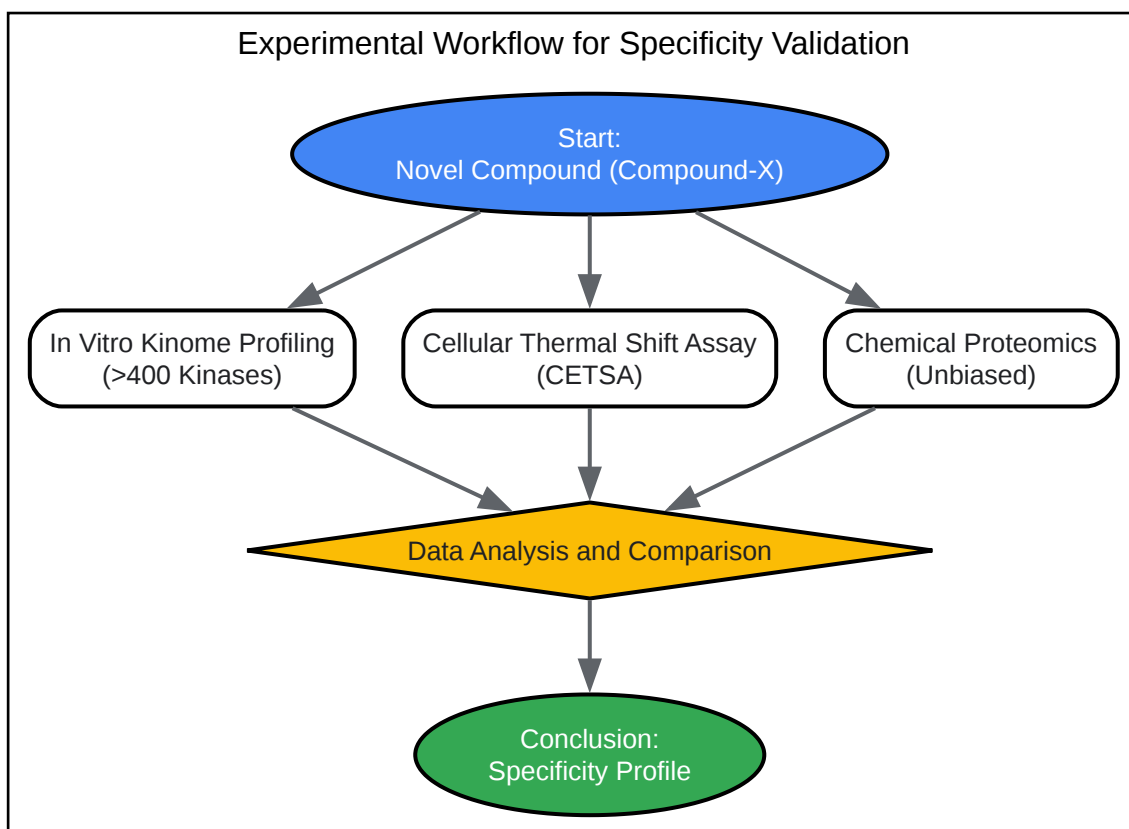 Experimental Workflow for Specificity Validation
Start:
Novel Compound (Compound-X)
In Vitro Kinome Profiling
(>400 Kinases)
Cellular Thermal Shift Assay
(CETSA)
Chemical Proteomics
(Unbiased)
Data Analysis and Comparison
Conclusion:
Specificity Profile